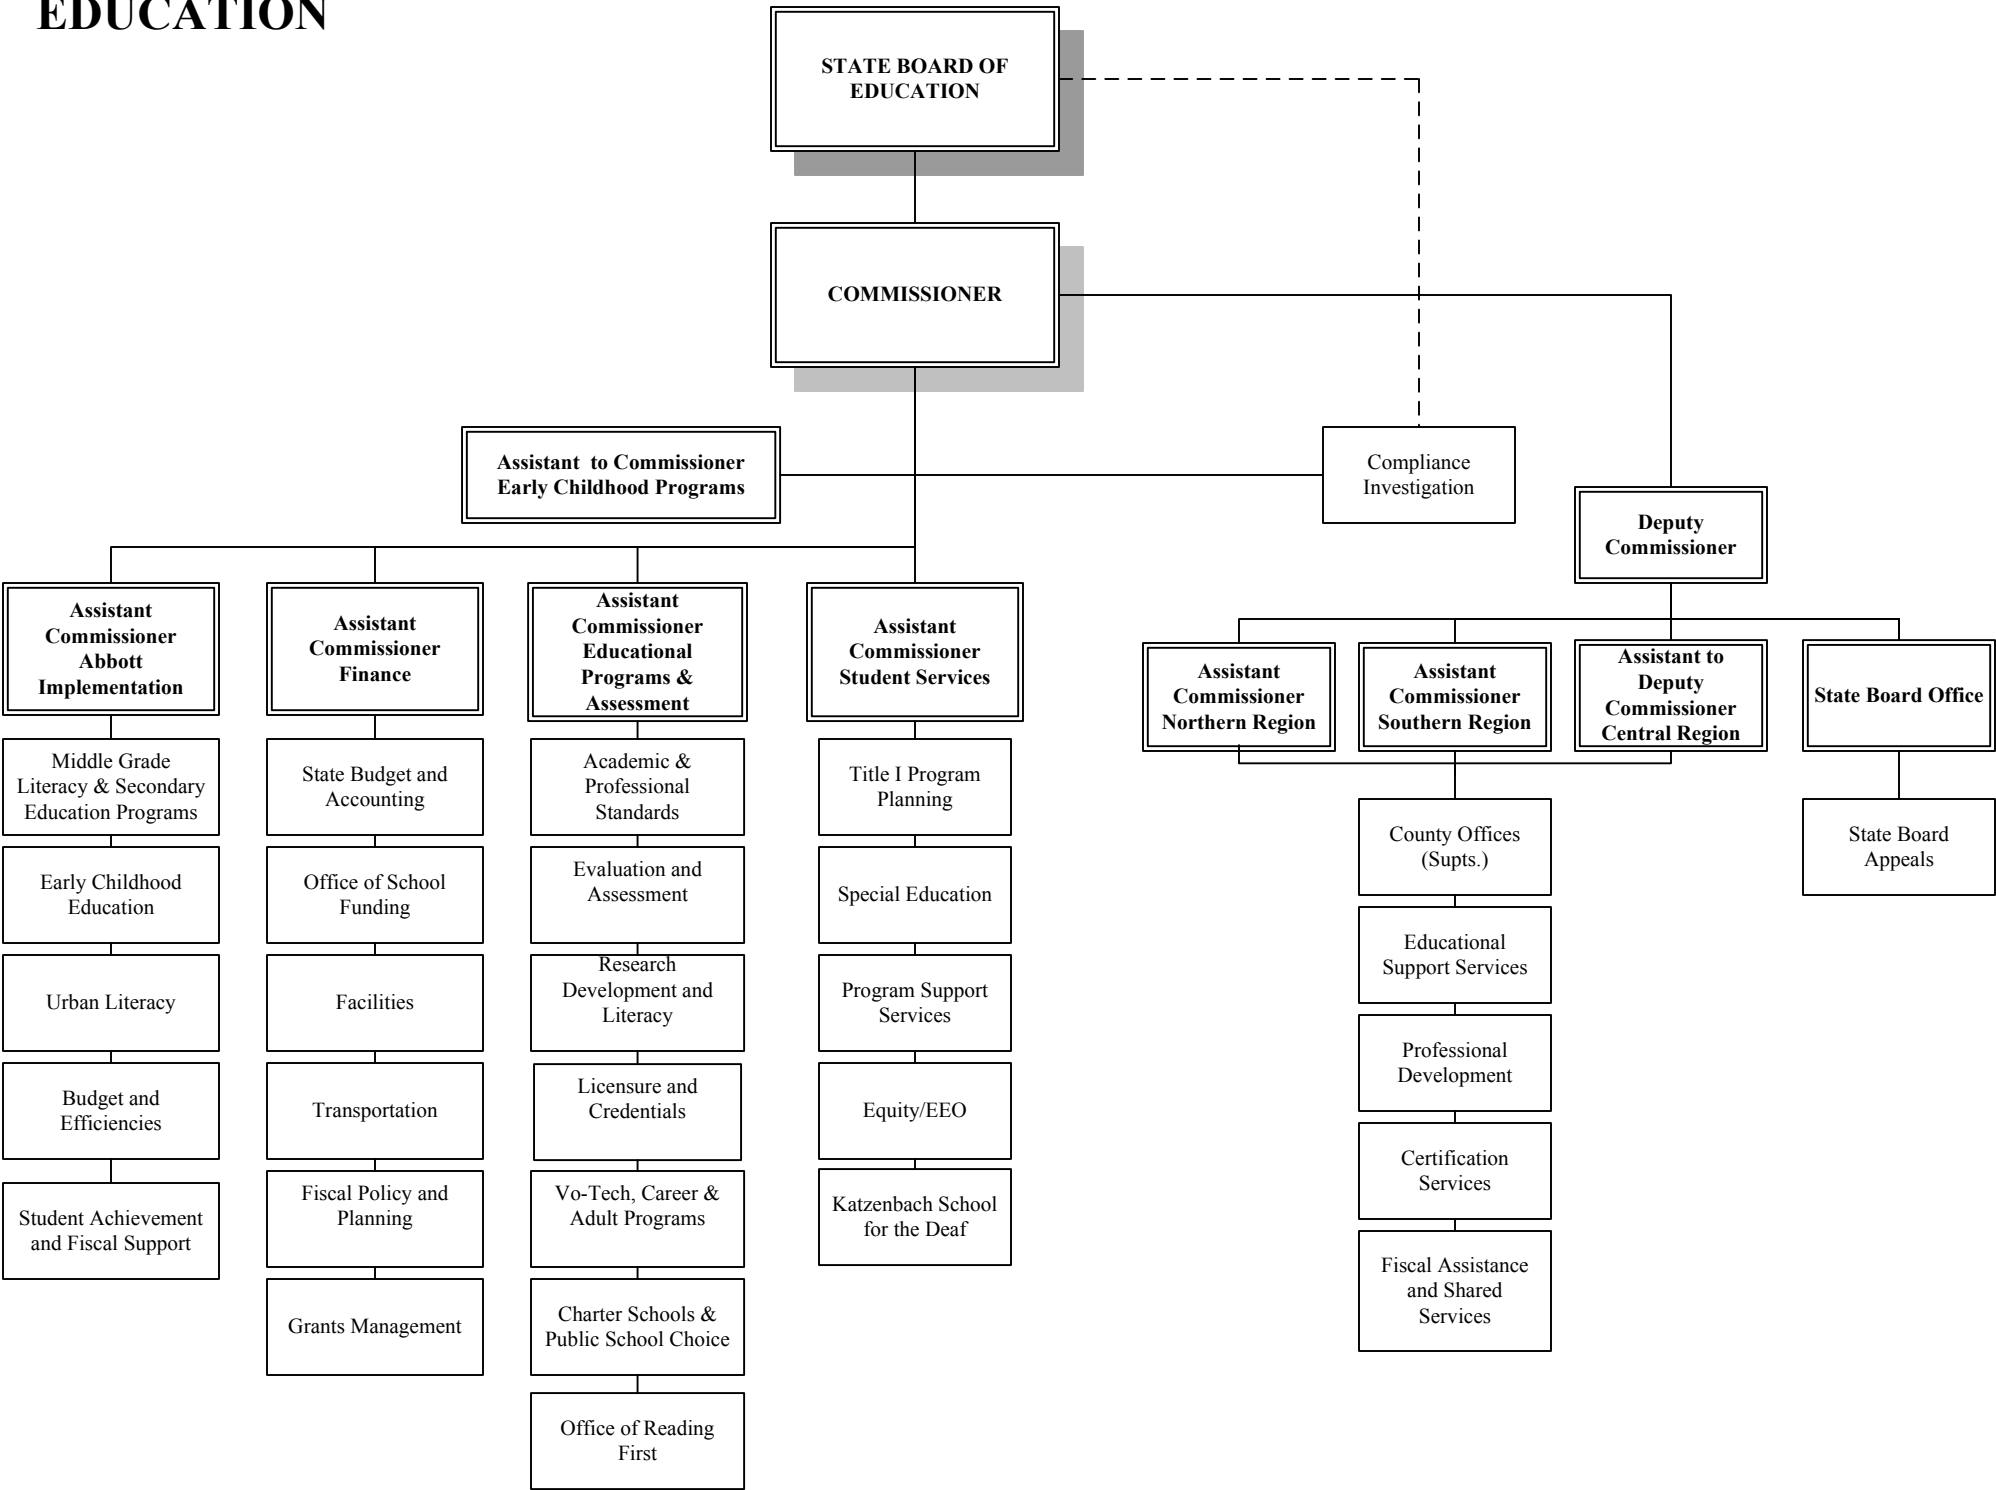 EDUCATION
STATE BOARD OF
EDUCATION
COMMISSIONER
Assistant to Commissioner
Early Childhood Programs
Compliance
Investigation
Deputy
Commissioner
Assistant
Commissioner
Abbott
Implementation
Assistant
Commissioner
Finance
Assistant
Commissioner
Educational
Programs &
Assessment
Assistant
Commissioner
Student Services
Assistant
Commissioner
Northern Region
Assistant
Commissioner
Southern Region
Assistant to
Deputy
Commissioner
Central Region
State Board Office
Middle Grade
Literacy & Secondary
Education Programs
Early Childhood
Education
Urban Literacy
Budget and
Efficiencies
Student Achievement
and Fiscal Support
State Budget and
Accounting
Office of School
Funding
Facilities
Transportation
Fiscal Policy and
Planning
Grants Management
Academic &
Professional
Standards
Evaluation and
Assessment
Research
Development and
Literacy
Licensure and
Credentials
Vo-Tech, Career &
Adult Programs
Charter Schools &
Public School Choice
Office of Reading
First
Title I Program
Planning
Special Education
Program Support
Services
Equity/EEO
Katzenbach School
for the Deaf
County Offices
(Supts.)
Educational
Support Services
Professional
Development
Certification
Services
Fiscal Assistance
and Shared
Services
State Board
Appeals